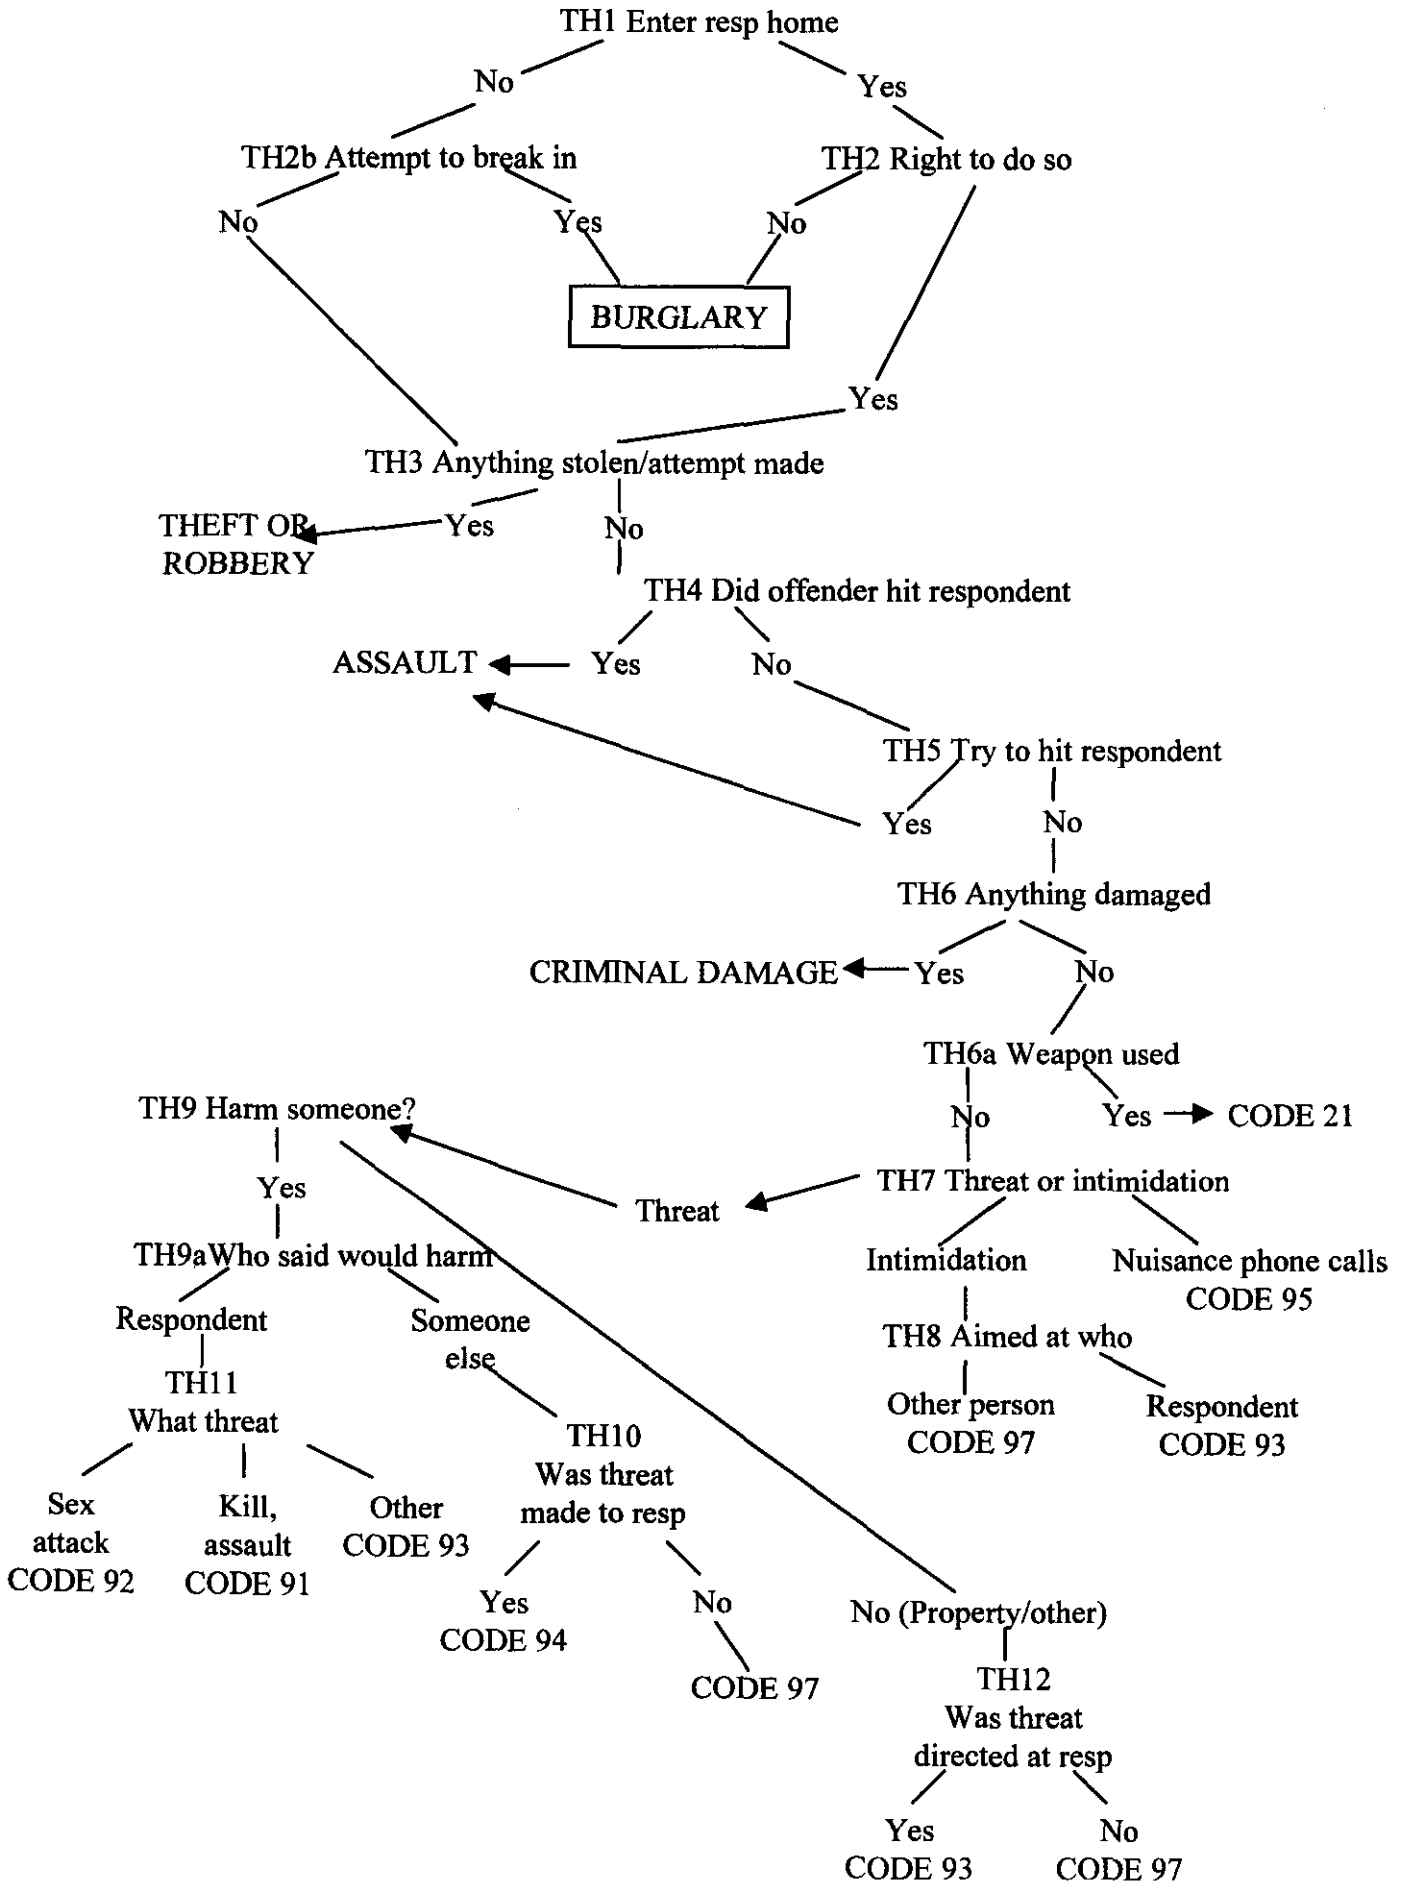 TH1 Enter resp home
No
Yes
TH2b Attempt to break in
TH2 Right to do so
No
Yes
No
BURGLARY
Yes
TH3 Anything stolen/attempt made
THEFT OR
ROBBERY
Yes
No
TH4 Did offender hit respondent
ASSAULT
Yes
No
TH5 Try to hit respondent
Yes
No
TH6 Anything damaged
CRIMINAL DAMAGE
Yes
No
TH6a Weapon used
TH9 Harm someone?
No
Yes
CODE 21
Yes
TH7 Threat or intimidation
Threat
TH9aWho said would harm
Intimidation
Nuisance phone calls
CODE 95
Respondent
Someone
else
TH8 Aimed at who
TH11
What threat
Other person
CODE 97
Respondent
CODE 93
TH10
Was threat
made to resp
Sex
attack
CODE 92
Kill,
assault
CODE 91
Other
CODE 93
Yes
CODE 94
No
CODE 97
No (Property/other)
TH12
Was threat
directed at resp
Yes
CODE 93
No
CODE 97